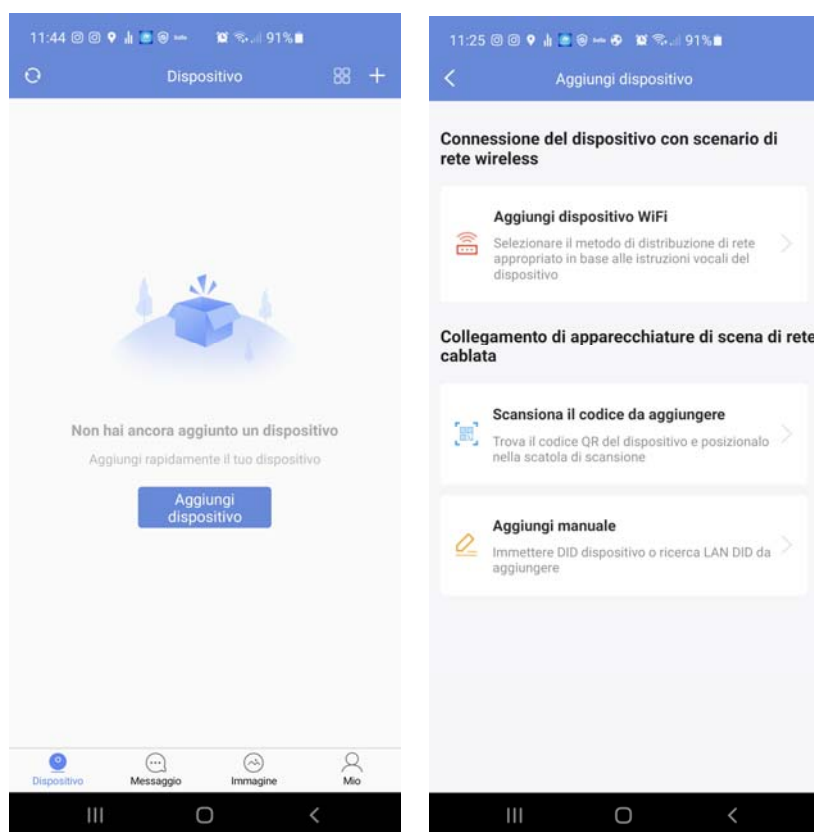 11:44
91%
Dispositivo
Non hai ancora aggiunto un dispositivo
Aggiungi rapidamente il tuo dispositivo
Aggiungi
dispositivo
Dispositivo
Messaggio
Immagine
Mio
11:25
91%
Aggiungi dispositivo
Connessione del dispositivo con scenario di
rete wireless
Aggiungi dispositivo WiFi
Selezionare il metodo di distribuzione di rete
appropriato in base alle istruzioni vocali del
dispositivo
Collegamento di apparecchiature di scena di rete
cablata
Scansiona il codice da aggiungere
Trova il codice QR del dispositivo e posizionalo
nella scatola di scansione
Aggiungi manuale
Immettere DID dispositivo o ricerca LAN DID da
aggiungere